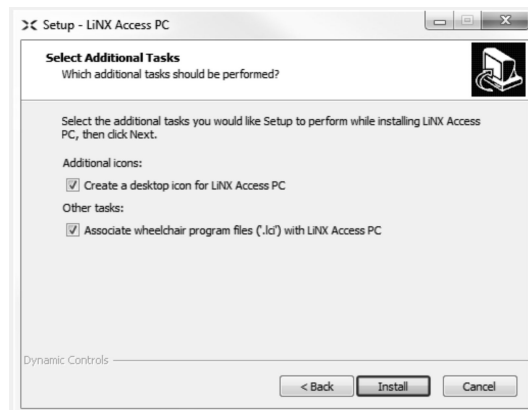 Setup - LiNX Access PC
Select Additional Tasks
Which additional tasks should be performed?
Select the additional tasks you would like Setup to perform while installing LiNX Access
PC, then click Next.
Additional icons:
Create a desktop icon for LiNX Access PC
Other tasks:
Associate wheelchair program files ('.lci') with LiNX Access PC
Dynamic Controls
< Back Install Cancel